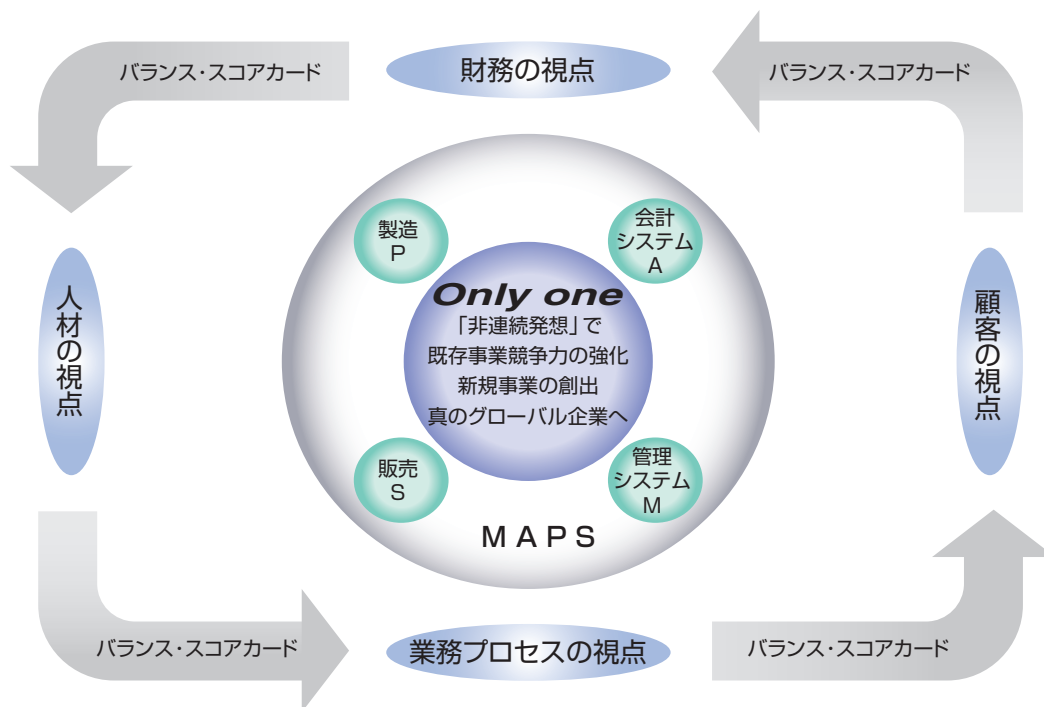 バランス・スコアカード
財務の視点
バランス・スコアカード
製造
P
会計
システム
A
人材の視点
Only one
「非連続発想」で
既存事業競争力の強化
新規事業の創出
真のグローバル企業へ
顧客の視点
販売
S
管理
システム
M
MAPS
バランス・スコアカード
業務プロセスの視点
バランス・スコアカード